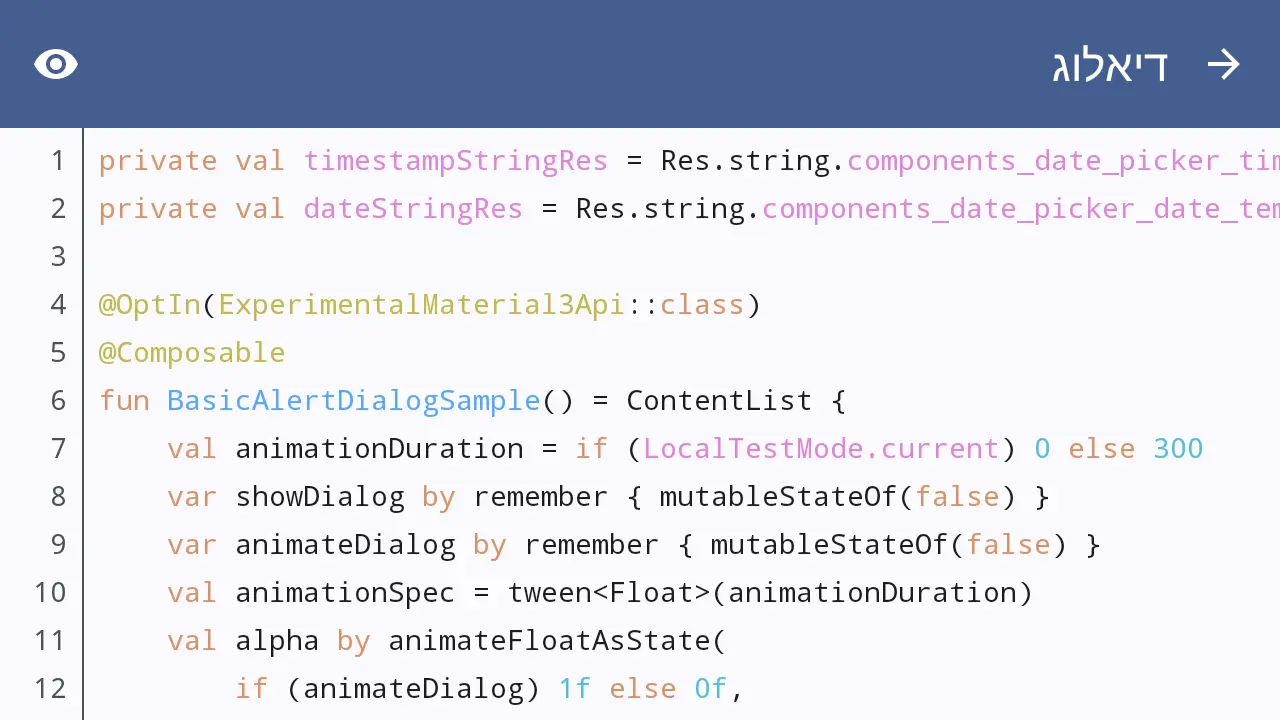 דיאלוג
1 private val timestampStringRes = Res.string.components_date_picker_tim
2 private val dateStringRes = Res.string.components_date_picker_date_tem
3
4 @OptIn(ExperimentalMaterial3Api::class)
5 @Composable
6 fun BasicAlertDialogSample() = ContentList {
7     val animationDuration = if (LocalTestMode.current) 0 else 300
8     var showDialog by remember { mutableStateOf(false) }
9     var animateDialog by remember { mutableStateOf(false) }
10     val animationSpec = tween<Float>(animationDuration)
11     val alpha by animateFloatAsState(
12         if (animateDialog) 1f else 0f,